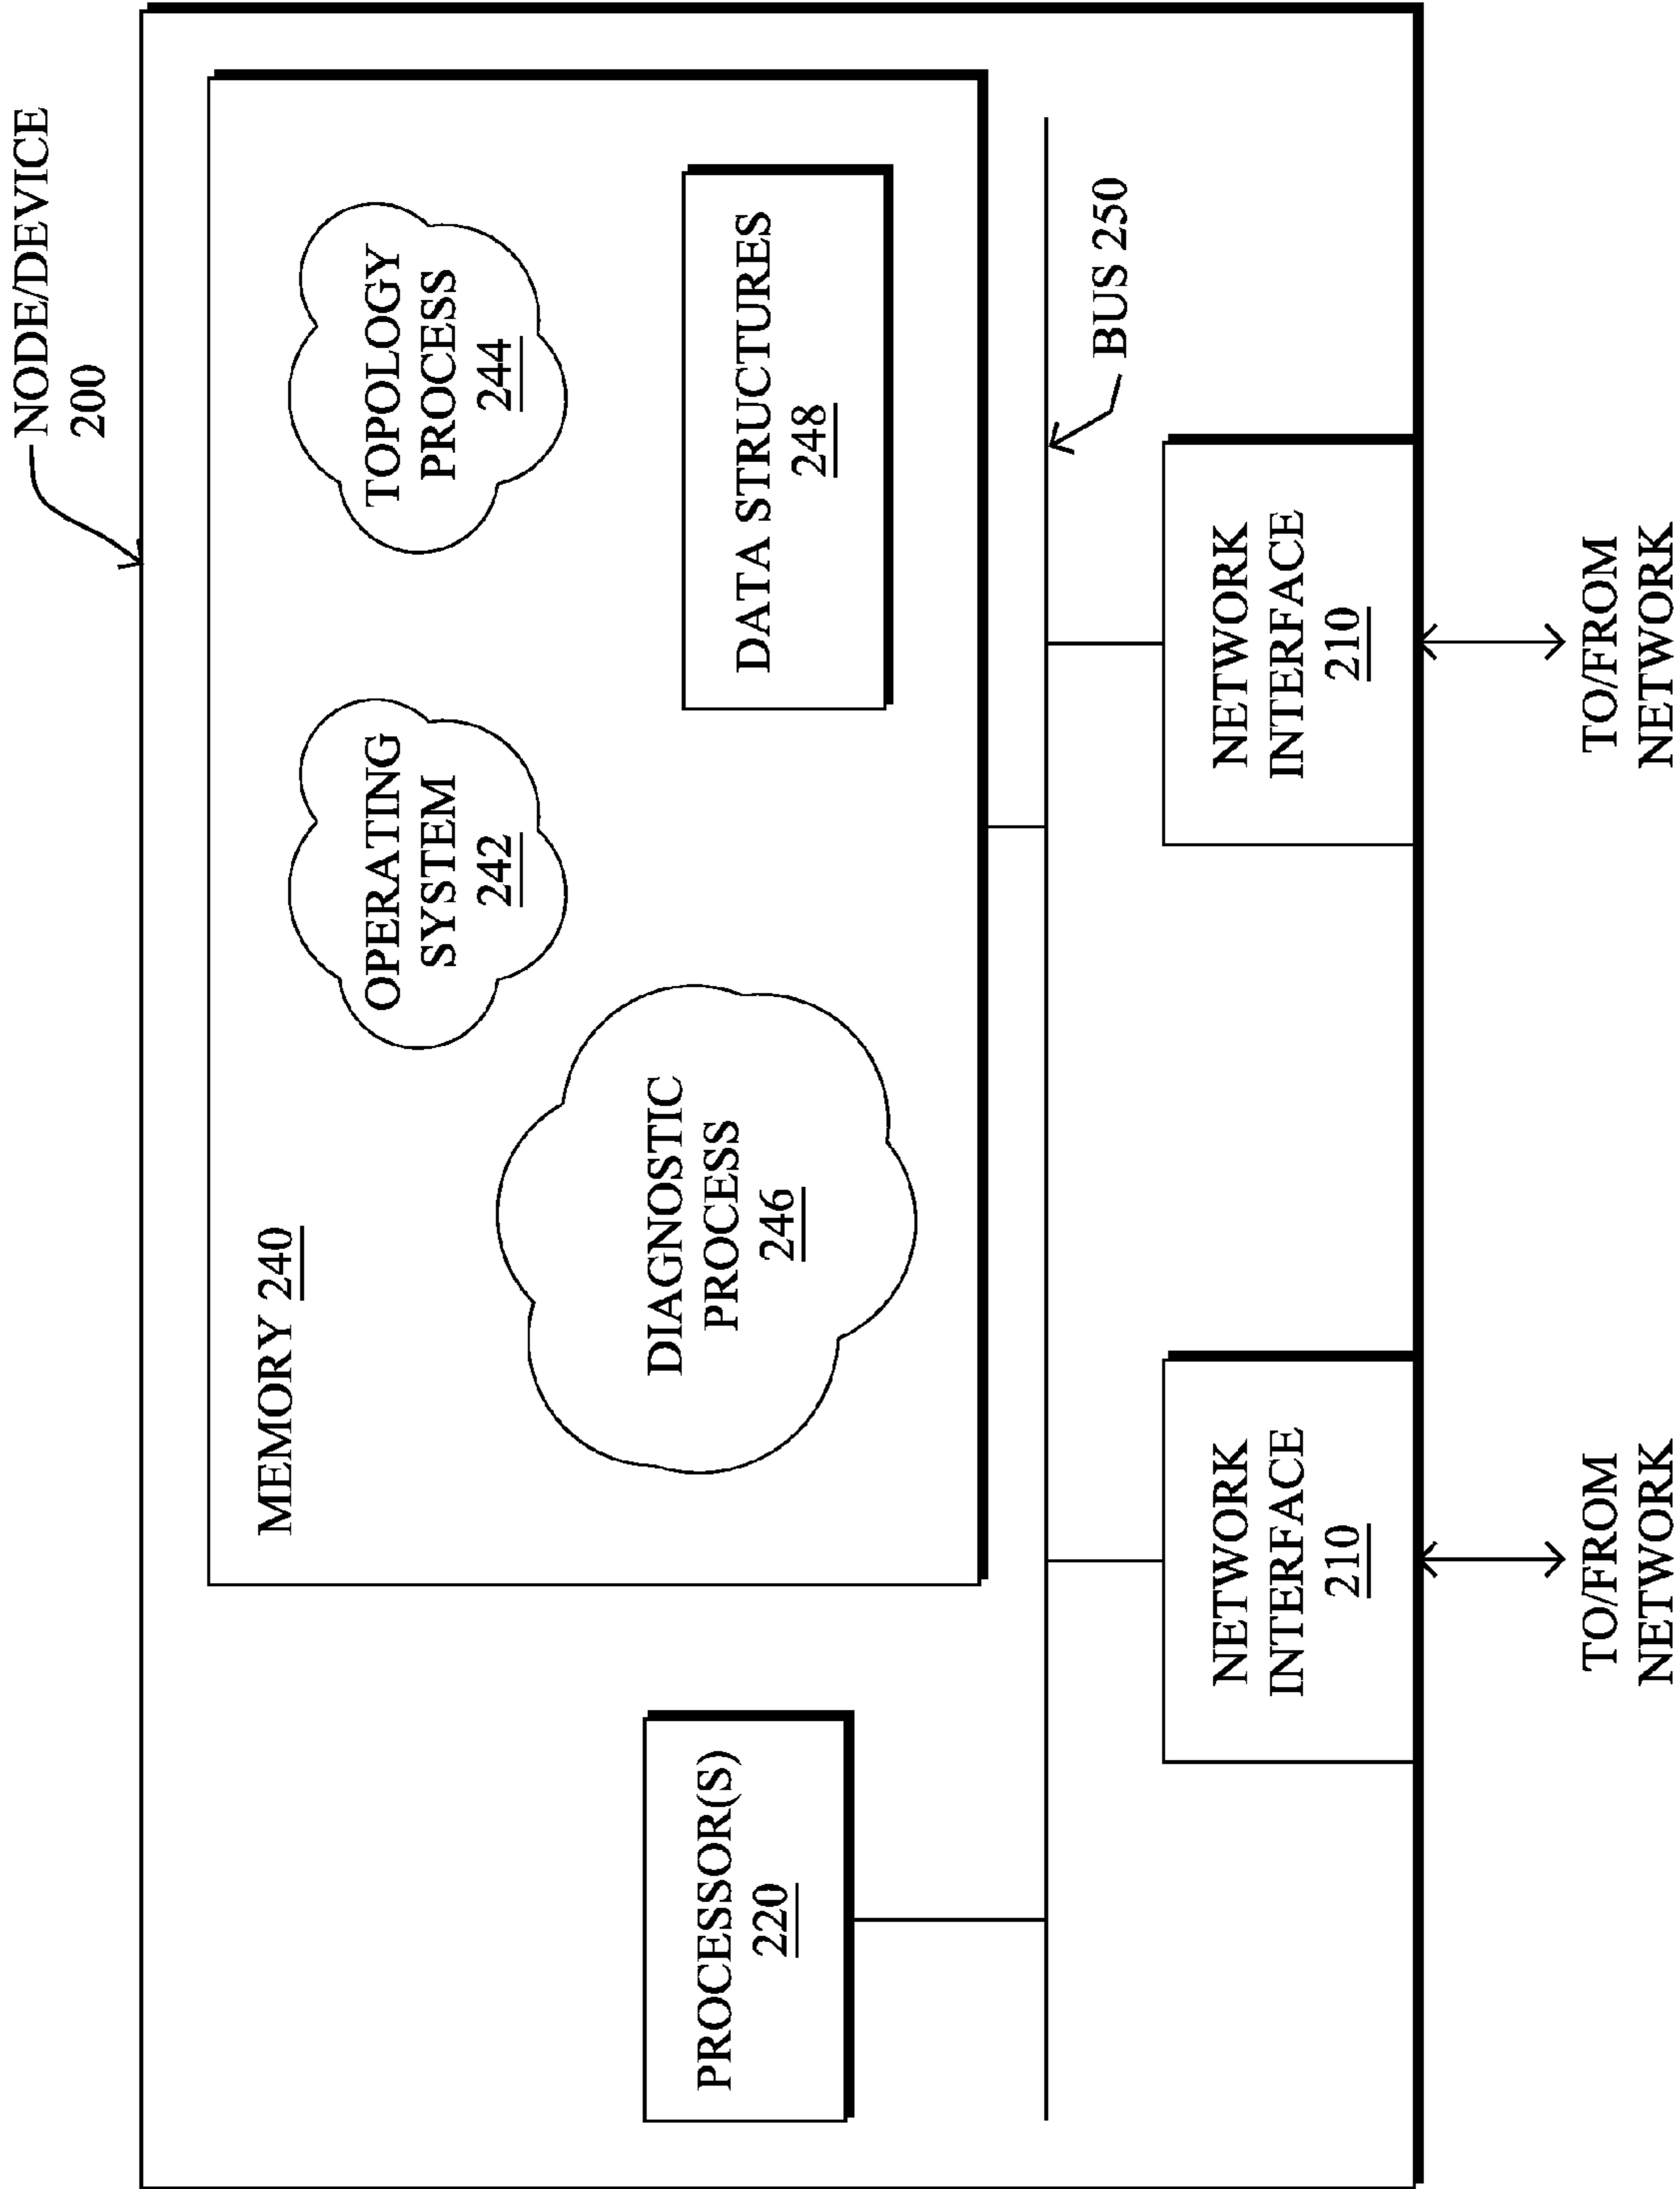 NODE/DEVICE
200
MEMORY 240
OPERATING
SYSTEM
242
TOPOLOGY
PROCESS
244
DIAGNOSTIC
PROCESS
246
DATA STRUCTURES
248
PROCESSOR(S)
220
BUS 250
NETWORK
INTERFACE
210
NETWORK
INTERFACE
210
TO/FROM
NETWORK
TO/FROM
NETWORK